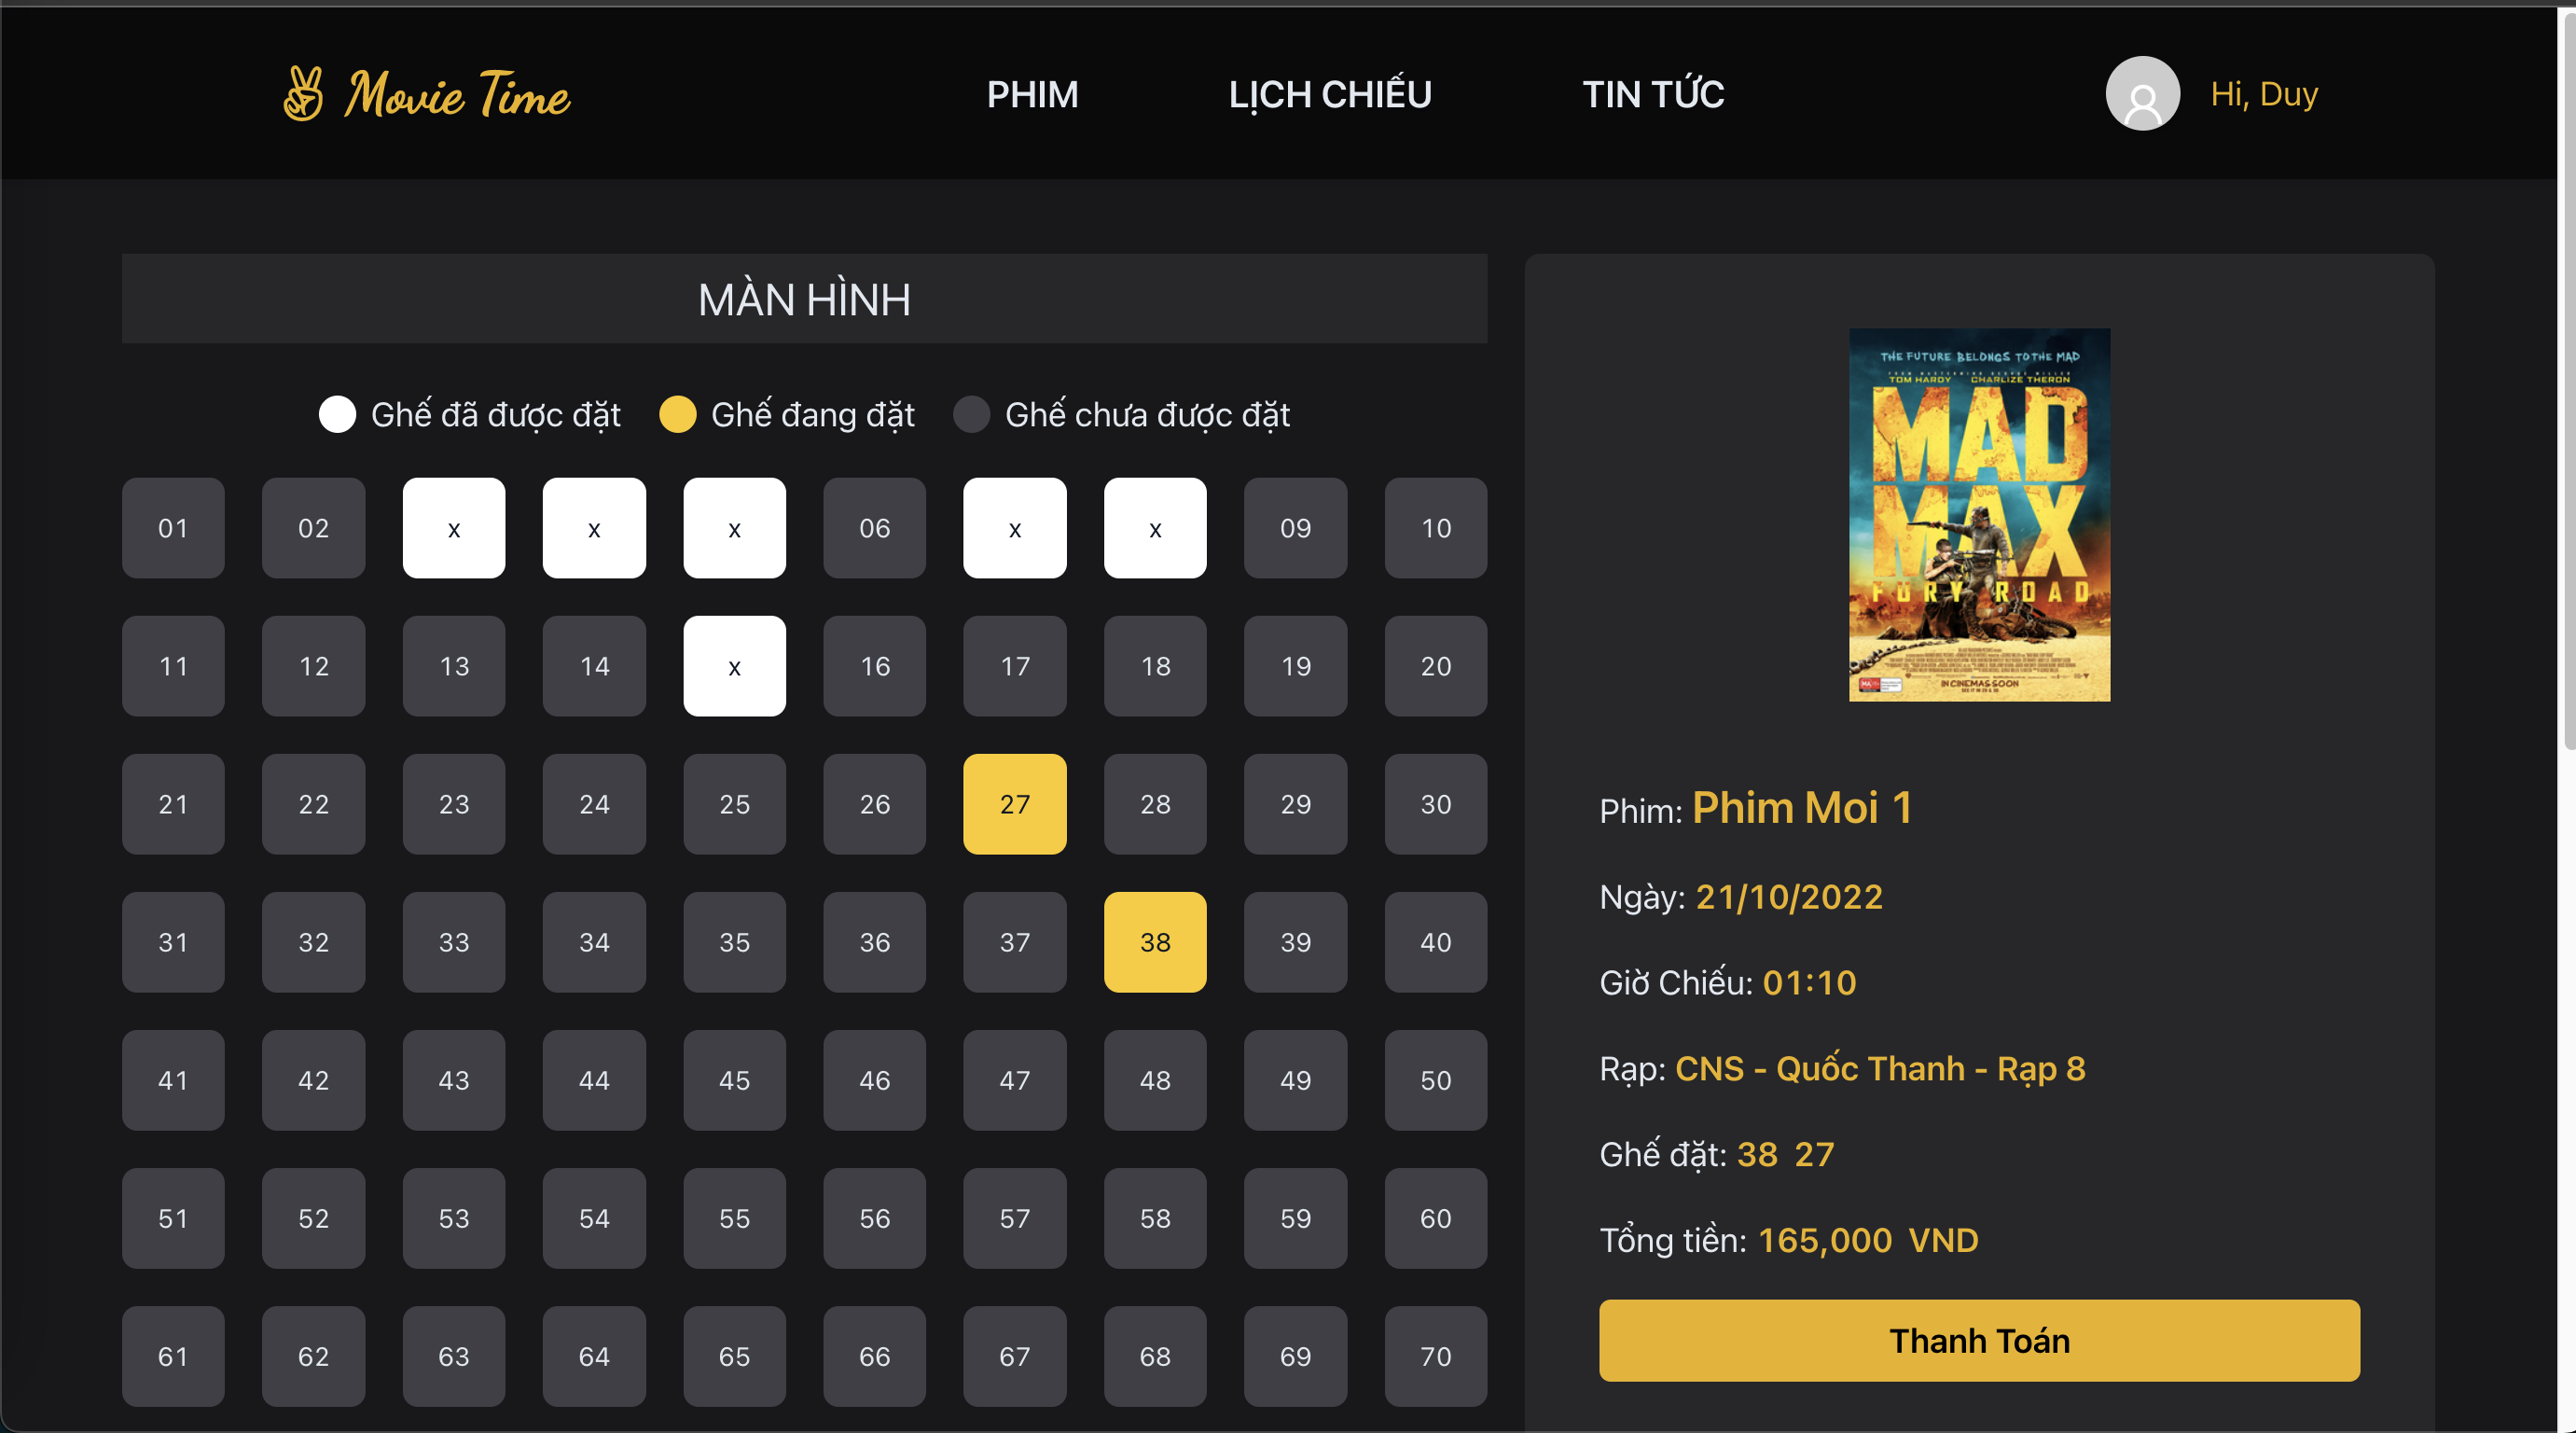 Movie Time
PHIM LỊCH CHIẾU TIN TỨC
Hi, Duy
MÀN HÌNH
Ghế đã được đặt Ghế đang đặt Ghế chưa được đặt
01 02 x x x 06 x x 09 10
11 12 13 14 x 16 17 18 19 20
21 22 23 24 25 26 27 28 29 30
31 32 33 34 35 36 37 38 39 40
41 42 43 44 45 46 47 48 49 50
51 52 53 54 55 56 57 58 59 60
61 62 63 64 65 66 67 68 69 70
THE FUTURE BELONGS TO THE MAD
TOM HARDY CHARLIZE THERON
MAD
MAX
FURY ROAD
IN CINEMAS SOON
Phim: Phim Moi 1
Ngày: 21/10/2022
Giờ Chiếu: 01:10
Rạp: CNS - Quốc Thanh - Rạp 8
Ghế đặt: 38 27
Tổng tiền: 165,000 VND
Thanh Toán